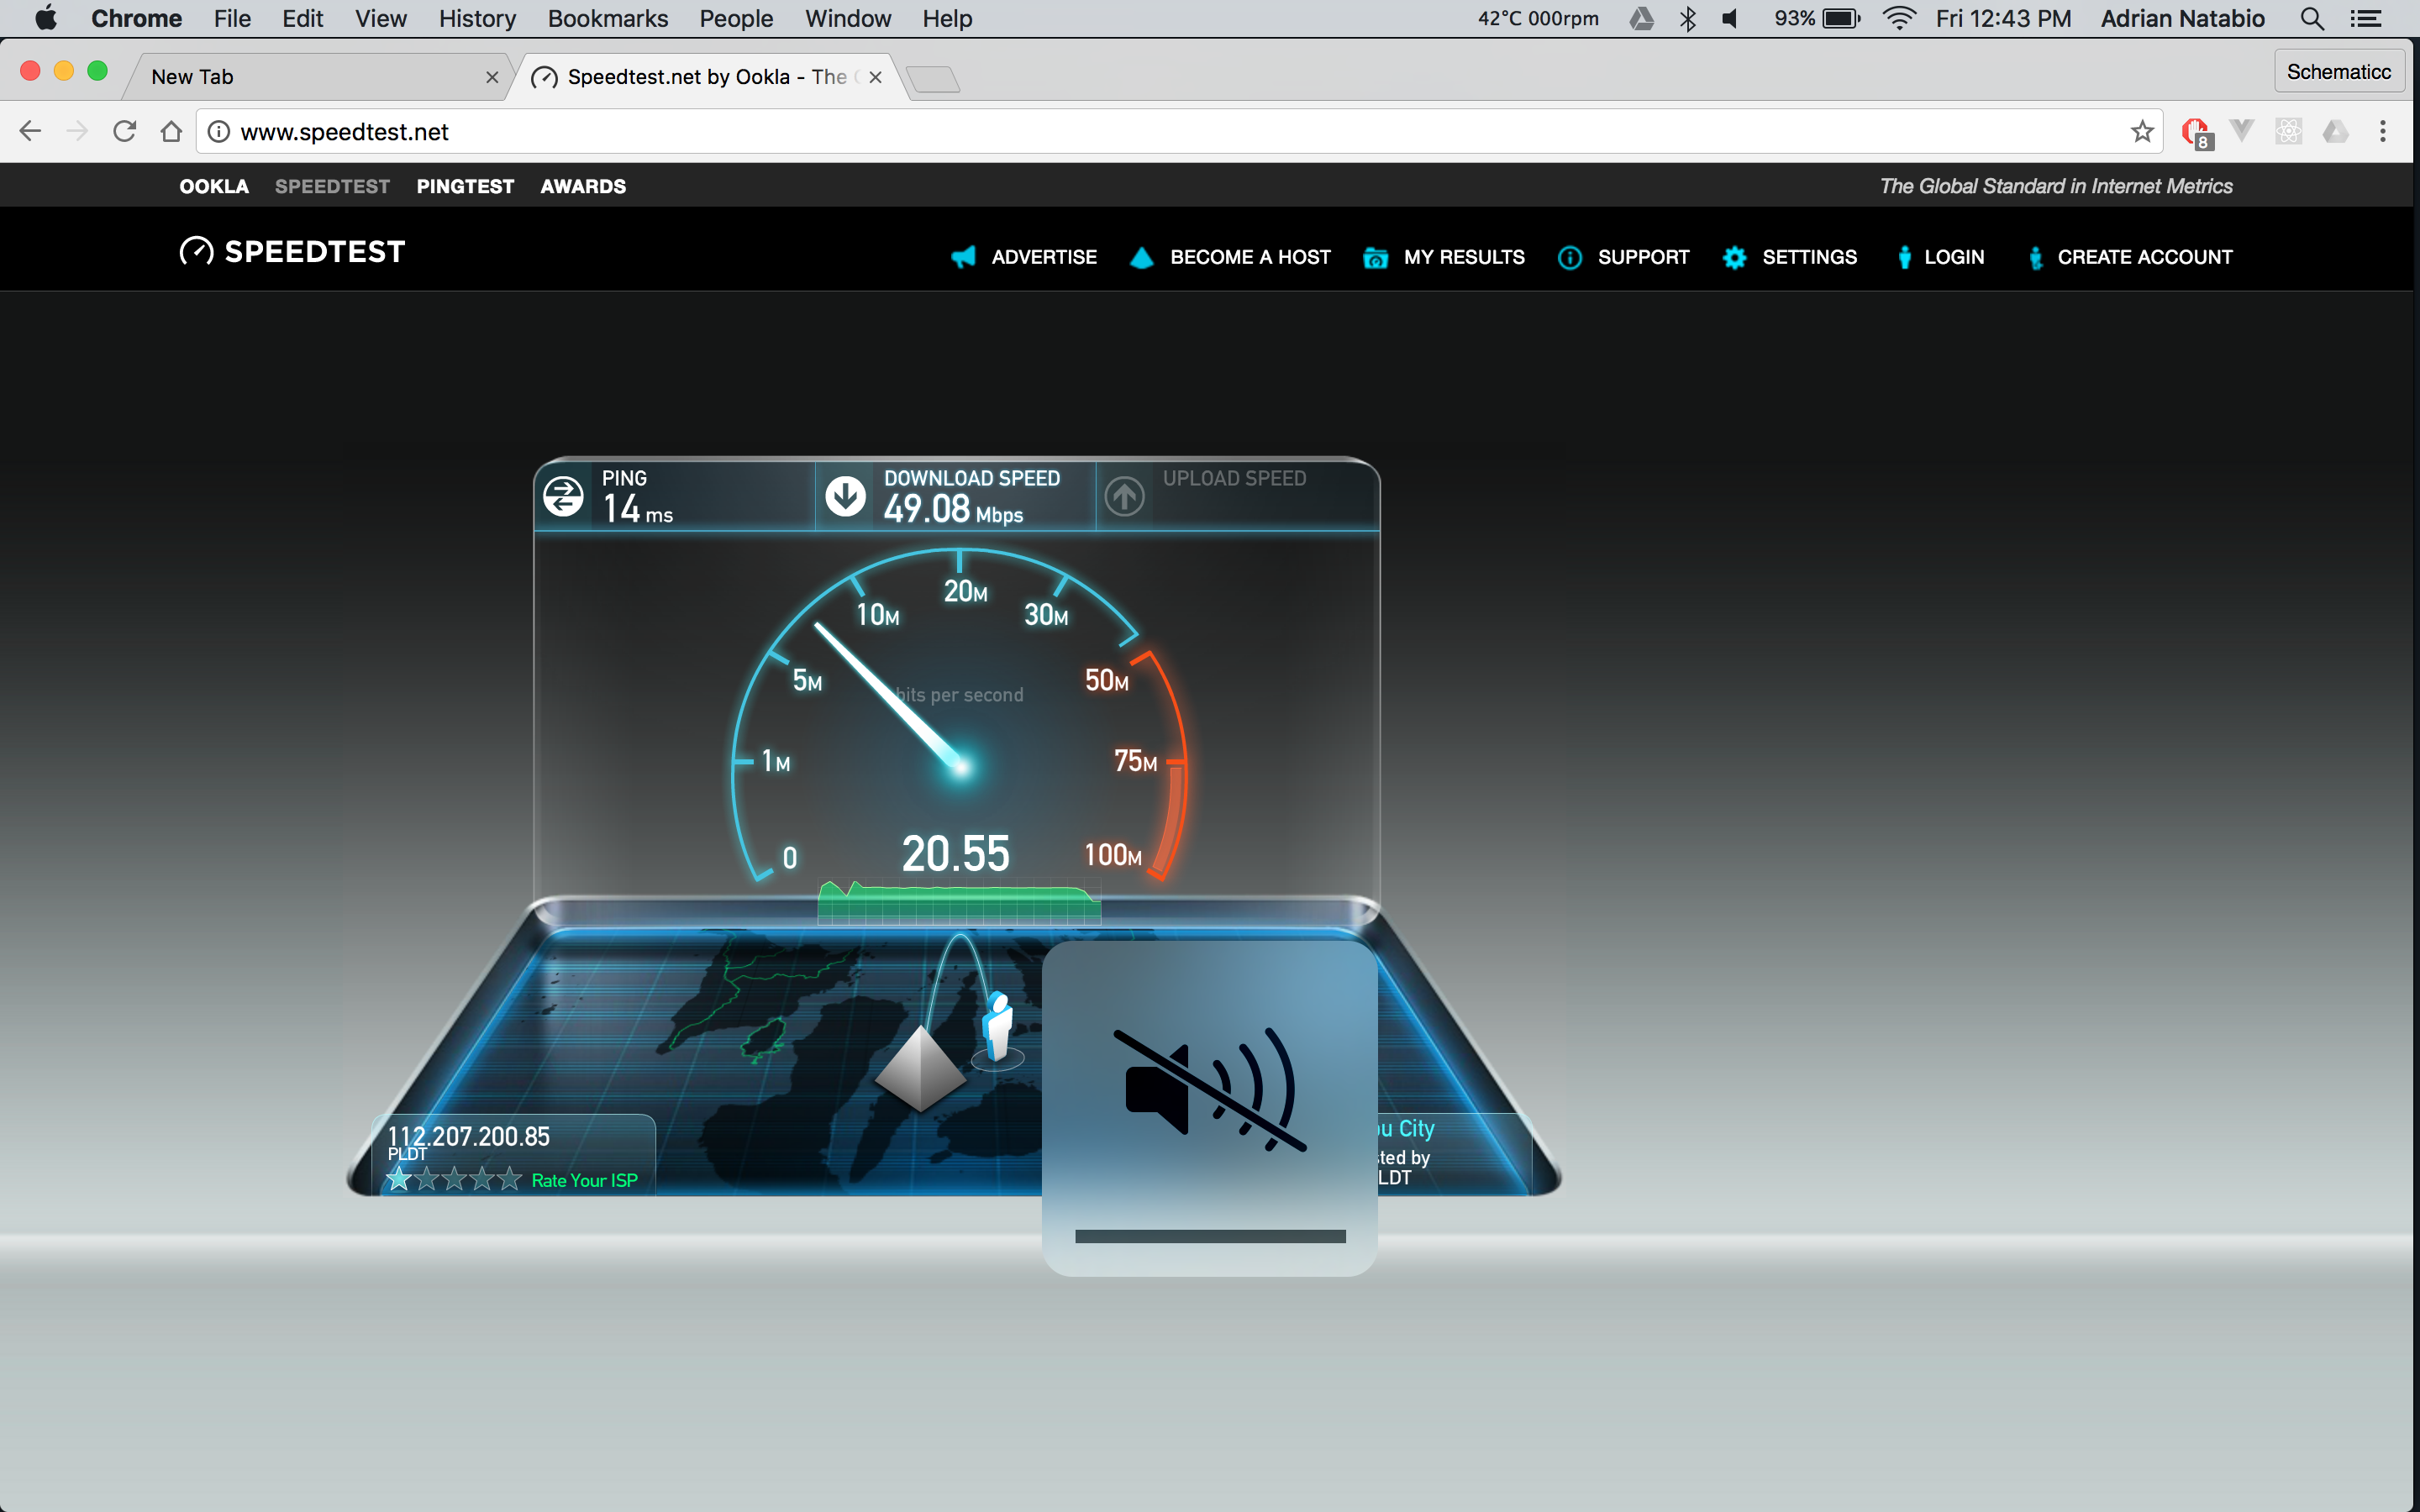 Chrome File Edit View History Bookmarks People Window Help 42°C 000rpm 93% Fri 12:43 PM Adrian Natabio
New Tab Speedtest.net by Ookla - The Schematicc
www.speedtest.net 8
OOKLA SPEEDTEST PINGTEST AWARDS The Global Standard in Internet Metrics
SPEEDTEST ADVERTISE BECOME A HOST MY RESULTS SUPPORT SETTINGS LOGIN CREATE ACCOUNT
PING DOWNLOAD SPEED UPLOAD SPEED
14 ms 49.08 Mbps
20M
10M 30M
5M 50M
bits per second
1M 75M
0 20.55 100M
112.207.200.85
PLDT
Rate Your ISP
u City
ted by
LDT